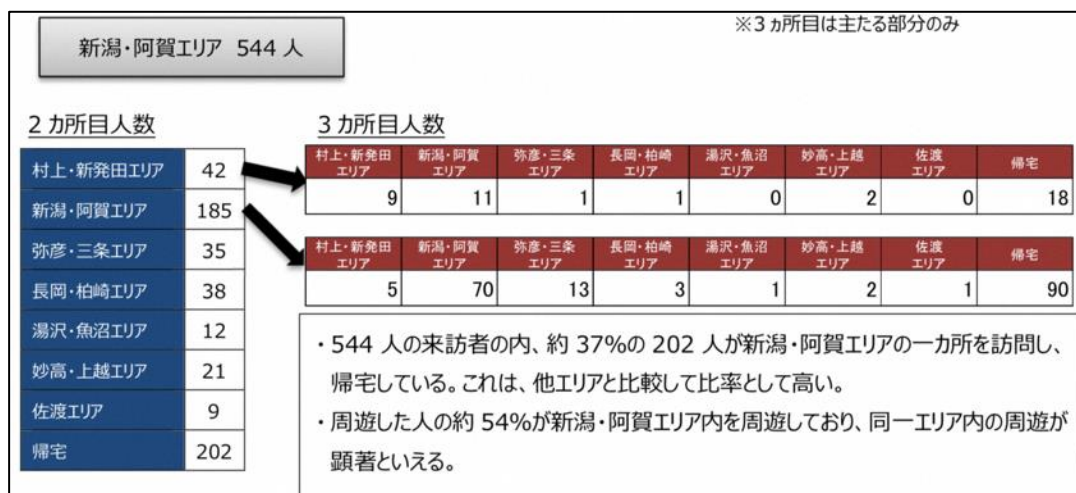 ※3ヵ所目は主たる部分のみ
新潟・阿賀エリア 544人
2カ所目人数
村上・新発田エリア 42
新潟・阿賀エリア 185
弥彦・三条エリア 35
長岡・柏崎エリア 38
湯沢・魚沼エリア 12
妙高・上越エリア 21
佐渡エリア 9
帰宅 202
3カ所目人数
村上・新発田エリア 新潟・阿賀エリア 弥彦・三条エリア 長岡・柏崎エリア 湯沢・魚沼エリア 妙高・上越エリア 佐渡エリア 帰宅
9 11 1 1 0 2 0 18
村上・新発田エリア 新潟・阿賀エリア 弥彦・三条エリア 長岡・柏崎エリア 湯沢・魚沼エリア 妙高・上越エリア 佐渡エリア 帰宅
5 70 13 3 1 2 1 90
・544人の来訪者の内、約37%の202人が新潟・阿賀エリアの一カ所を訪問し、
帰宅している。これは、他エリアと比較して比率として高い。
・周遊した人の約54%が新潟・阿賀エリア内を周遊しており、同一エリア内の周遊が
顕著といえる。